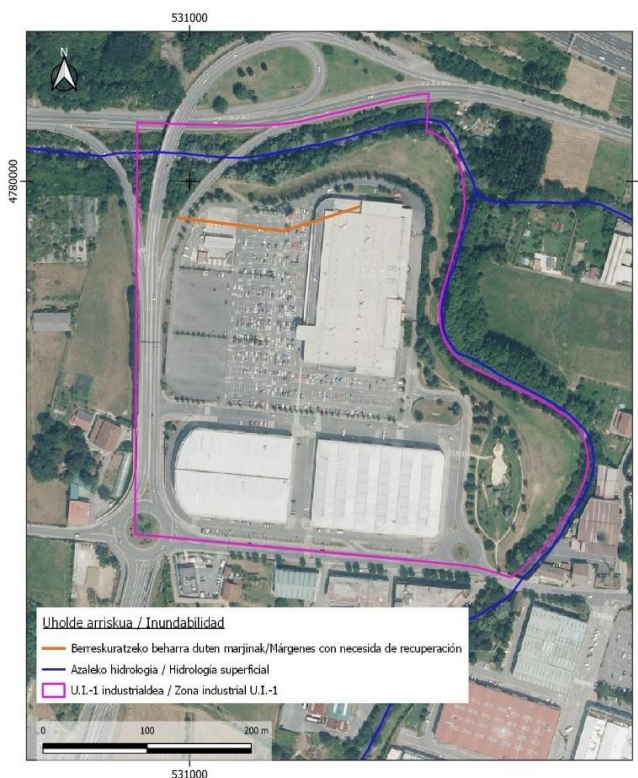 531000
N
4780000
Uholde arriskua / Inundabilidad
Berreskuratzeko beharra duten marjinak/Márgenes con necesida de recuperación
Azaleko hidrologia / Hidrología superficial
U.I.-1 industrialdea / Zona industrial U.I.-1
0 100 200 m
531000